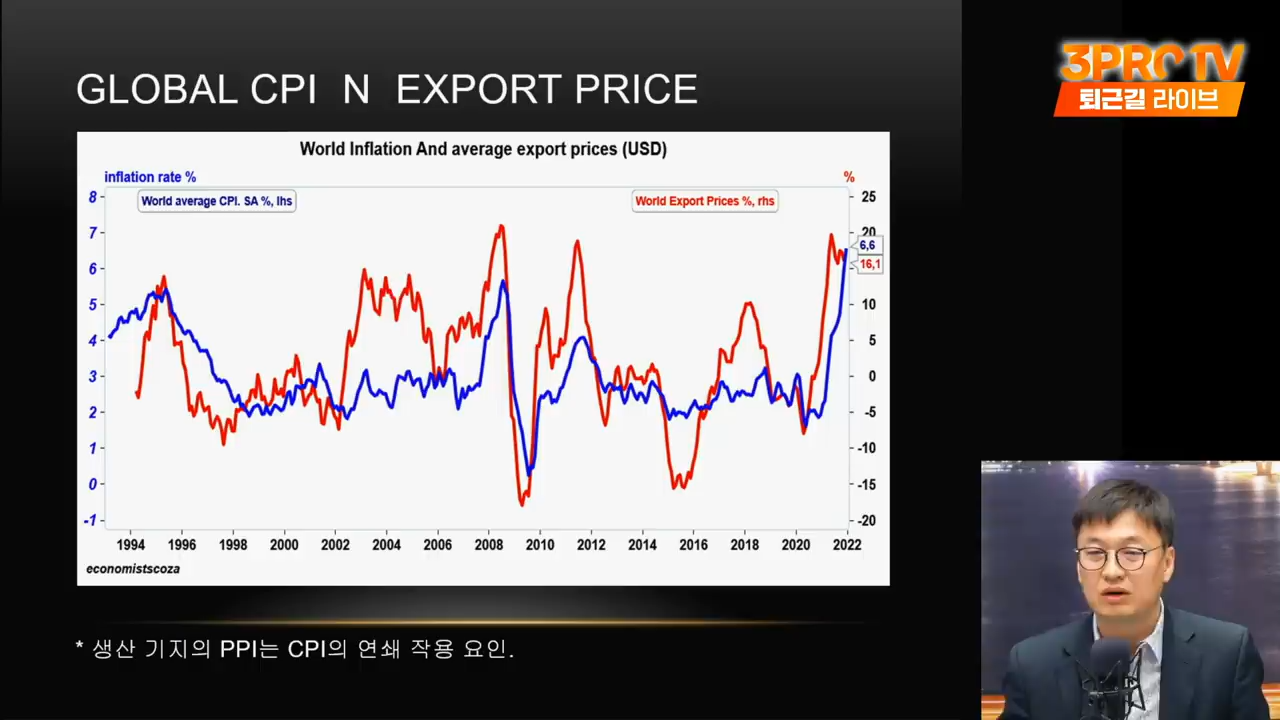 GLOBAL CPI N EXPORT PRICE
3PRO TV
퇴근길 라이브
World Inflation And average export prices (USD)
inflation rate %
%
World average CPI. SA %, lhs
World Export Prices %, rhs
8
7
6
5
4
3
2
1
0
-1
25
20
6,6
16,1
10
5
0
-5
-10
-15
-20
1994 1996 1998 2000 2002 2004 2006 2008 2010 2012 2014 2016 2018 2020 2022
economistscoza
* 생산 기지의 PPI는 CPI의 연쇄 작용 요인.